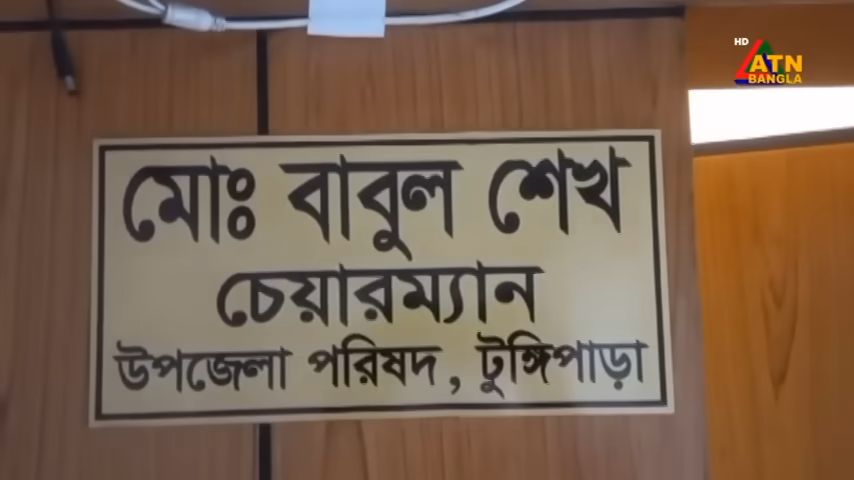 HD
ATN
BANGLA
মোঃ বাবুল শেখ
চেয়ারম্যান
উপজেলা পরিষদ, টুঙ্গিপাড়া